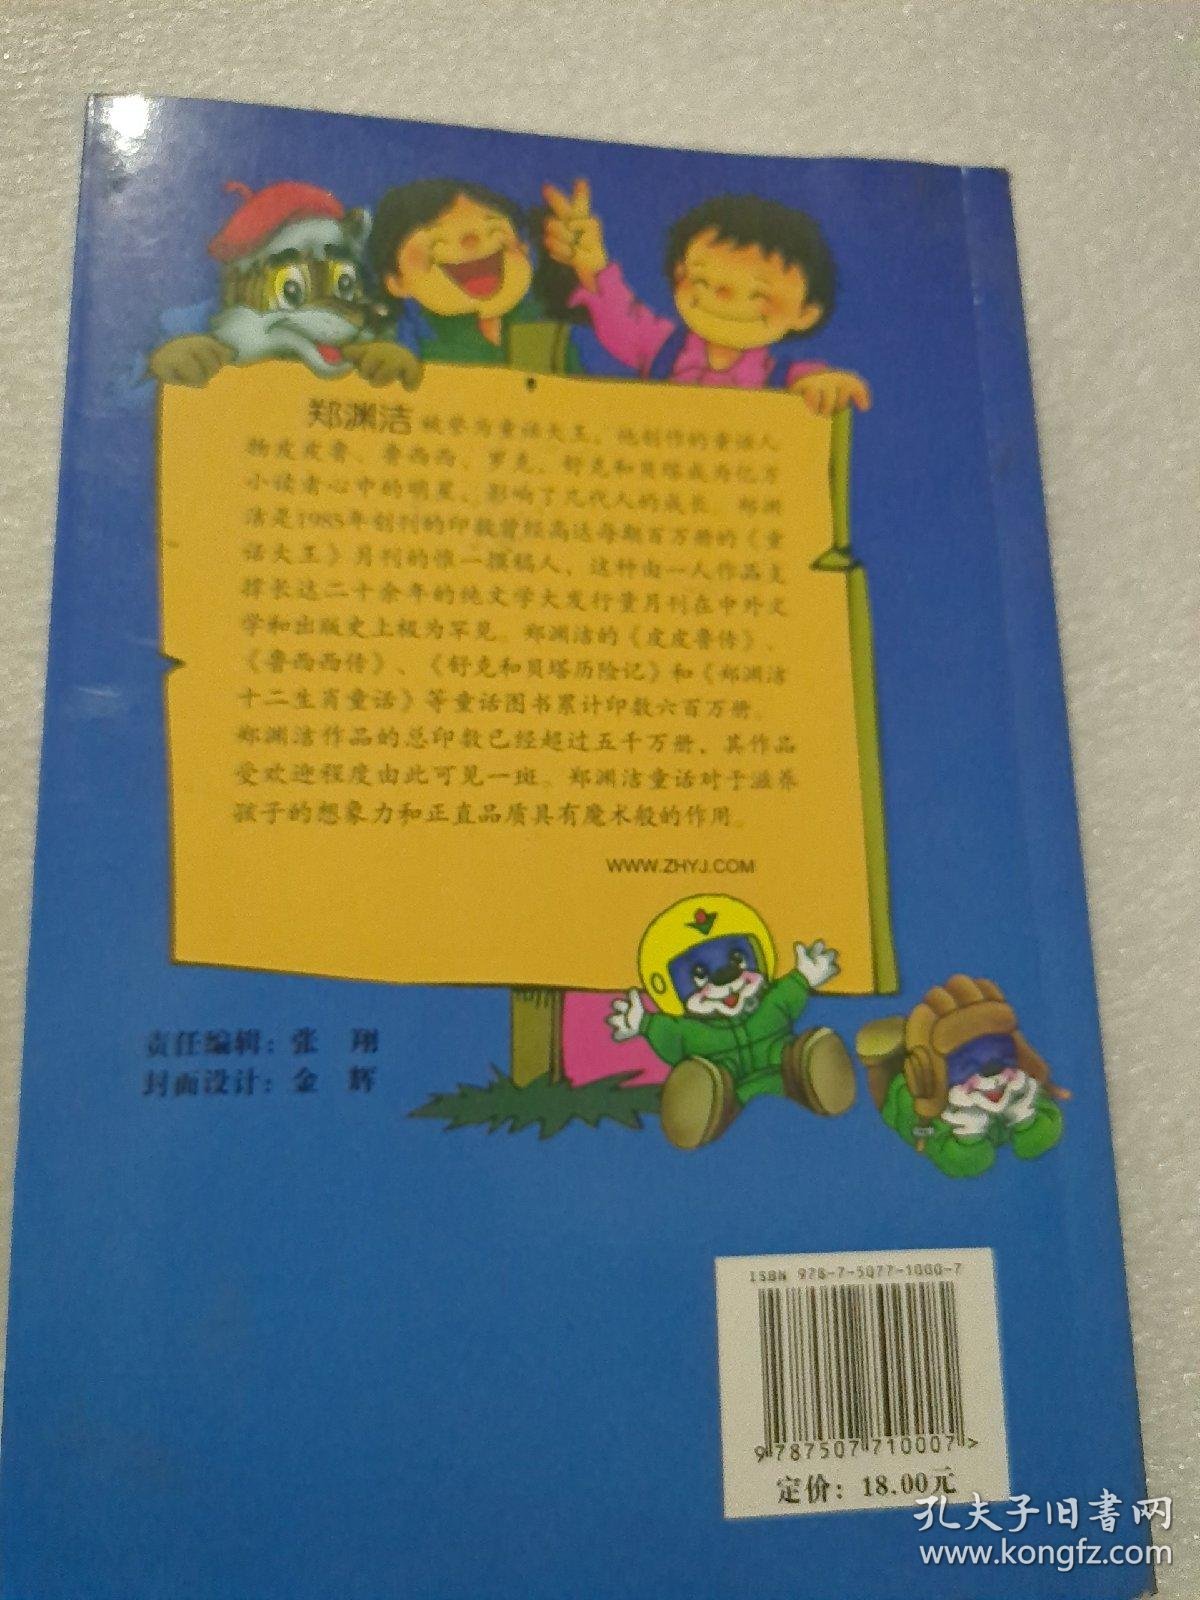 郑渊洁 被誉为童话大王。他创作的童话人
物皮皮鲁、鲁西西、罗克、舒克和贝塔成为亿万
小读者心中的明星，影响了几代人的成长。郑渊
洁是1985年创刊的印数曾经高达每期百万册的《童
话大王》月刊的惟一撰稿人，这种由一人作品支
撑长达二十余年的纯文学大发行量月刊在中外文
学和出版史上极为罕见。郑渊洁的《皮皮鲁传》、
《鲁西西传》、《舒克和贝塔历险记》和《郑渊洁
十二生肖童话》等童话图书累计印数六百万册。
郑渊洁作品的总印数已经超过五千万册，其作品
受欢迎程度由此可见一斑。郑渊洁童话对于滋养
孩子的想象力和正直品质具有魔术般的作用。
WWW.ZHYJ.COM
责任编辑：张 翔
封面设计：金 辉
ISBN 978-7-5077-1000-7
9 787507 710007 >
定价：18.00元
孔夫子旧书网
www.kongfz.com